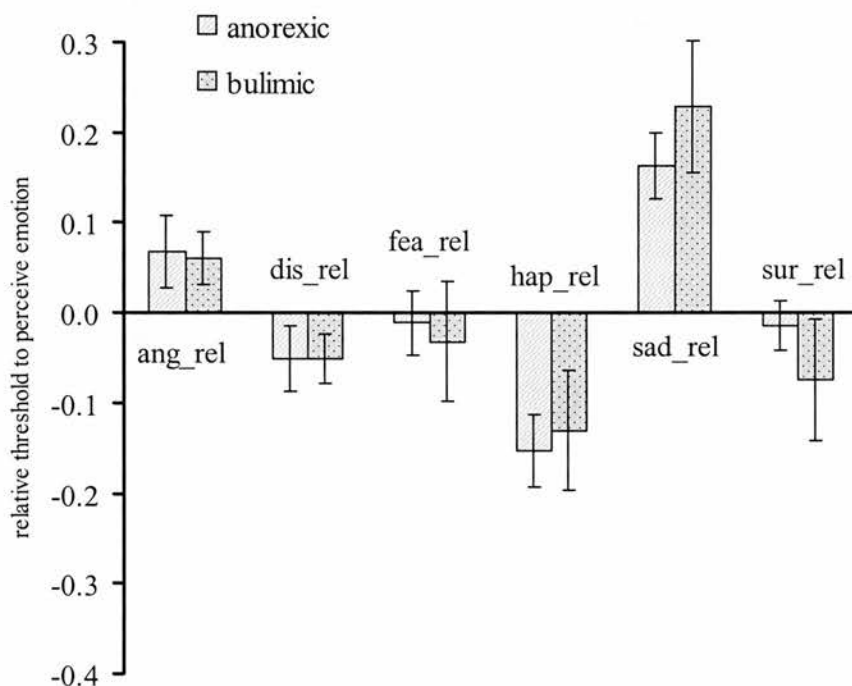 anorexic
bulimic
relative threshold to perceive emotion
0.3
0.2
0.1
0.0
-0.1
-0.2
-0.3
-0.4
ang_rel
dis_rel
fea_rel
hap_rel
sad_rel
sur_rel